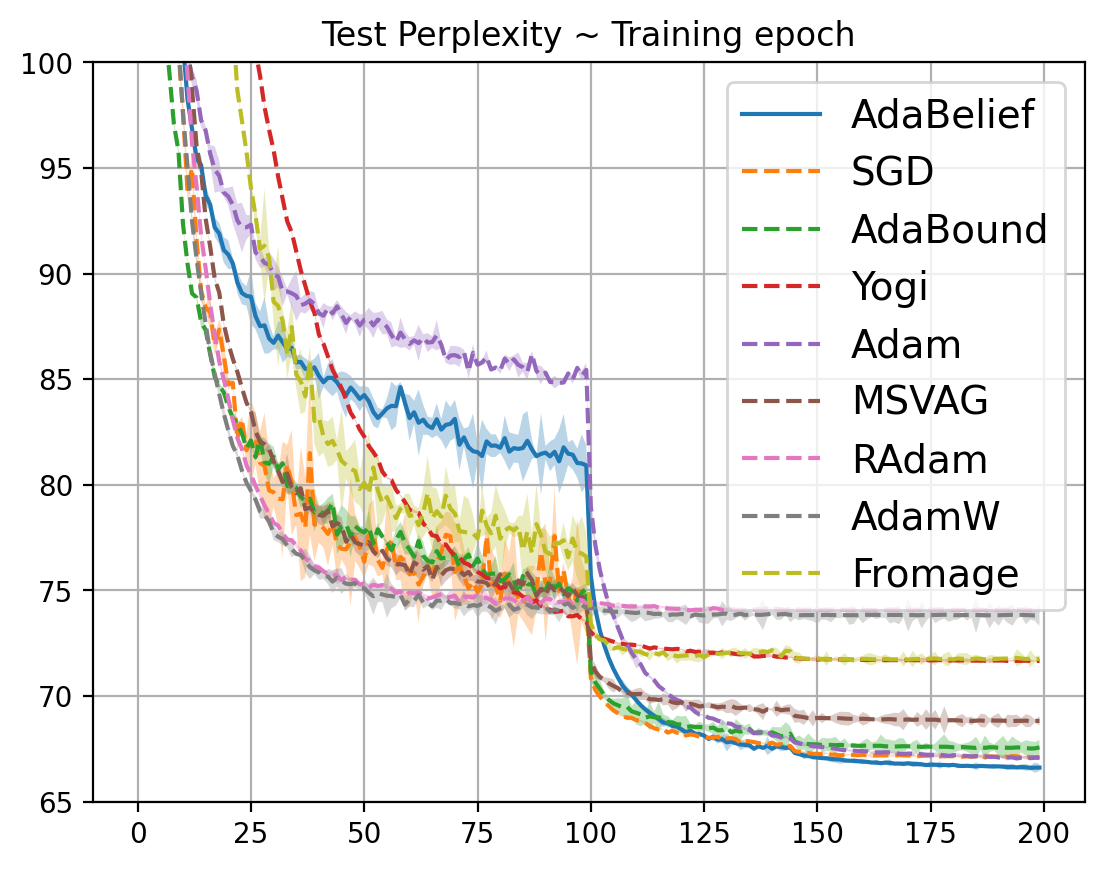 Test Perplexity ~ Training epoch
100
95
90
85
80
75
70
65
0 25 50 75 100 125 150 175 200
AdaBelief
SGD
AdaBound
Yogi
Adam
MSVAG
RAdam
AdamW
Fromage